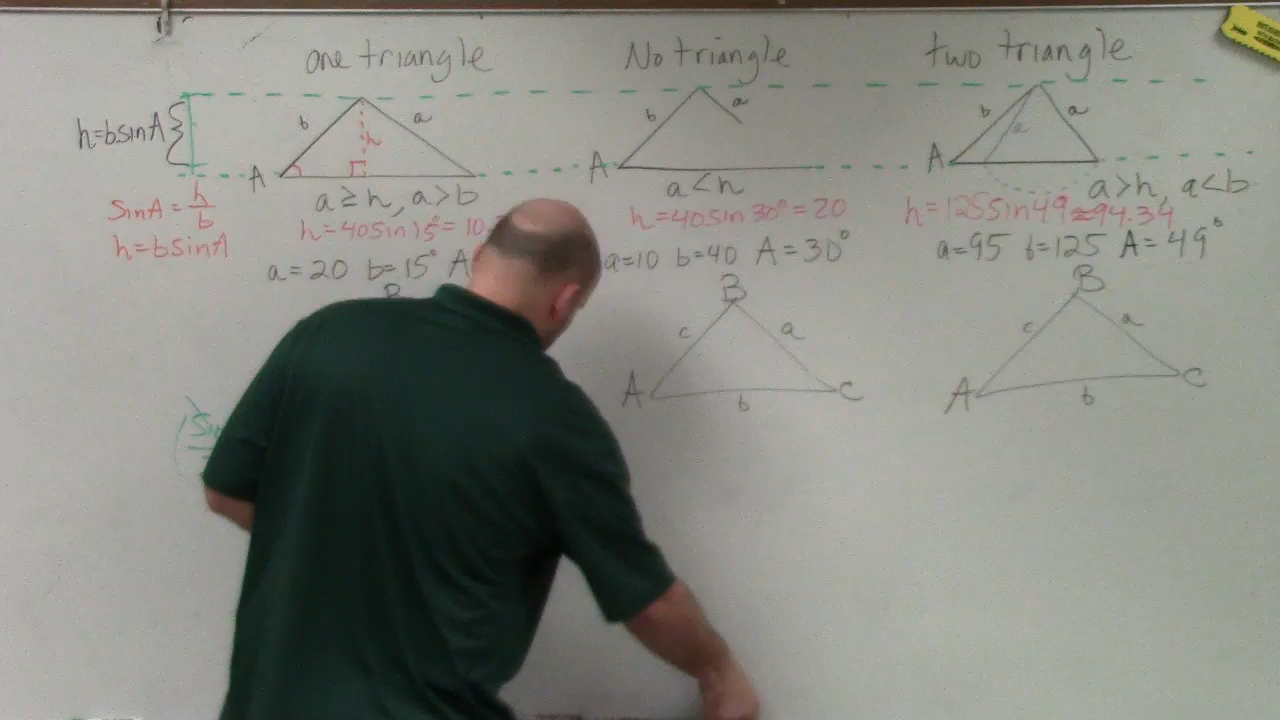 one triangle
No triangle
two triangle
h=bsinA
b
a
h
A
b
a
A
b
a
a
A
a≥h, a>b
a<h
a>h, a<b
sinA = h/b
h=bsinA
h=40sin15°=10.
h=40sin30°=20
h=125sin49≈94.34
a=20 b=15° A
a=10 b=40 A=30°
a=95 b=125 A=49°
B
B
B
c
a
c
a
A
b
C
A
b
C